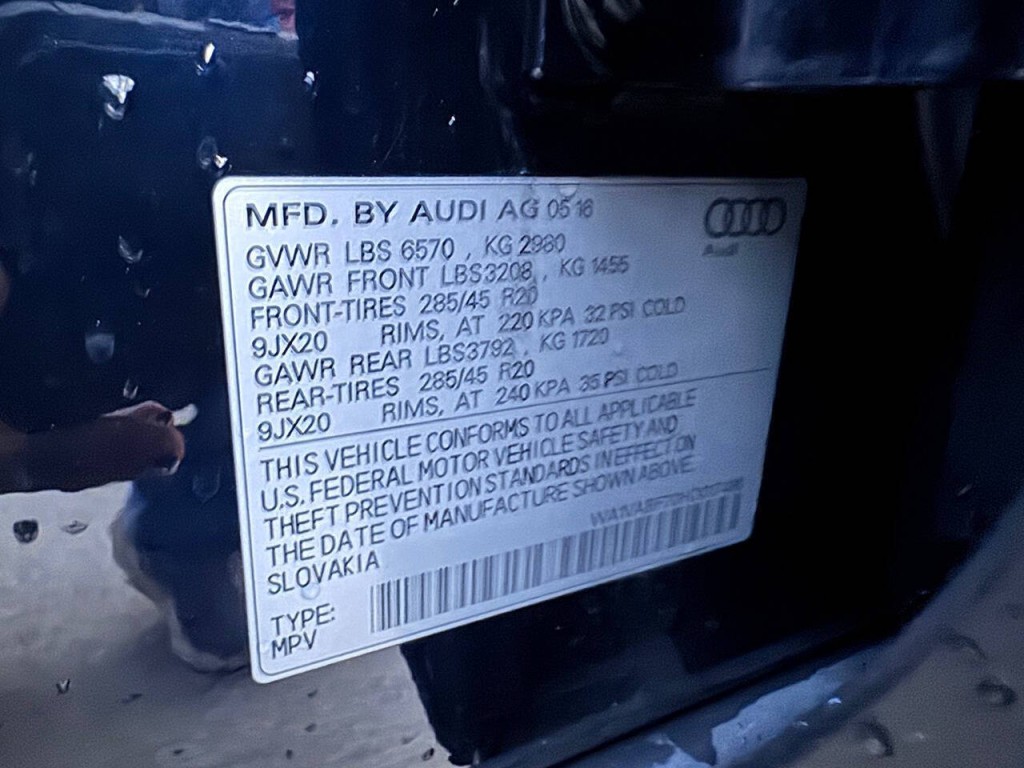 MFD. BY AUDI AG 05 16
Audi
GVWR LBS 6570 , KG 2980
GAWR FRONT LBS3208 , KG 1455
FRONT-TIRES 285/45 R20
9JX20 RIMS, AT 220 KPA 32 PSI COLD
GAWR REAR LBS3792 , KG 1720
REAR-TIRES 285/45 R20
9JX20 RIMS, AT 240 KPA 35 PSI COLD
THIS VEHICLE CONFORMS TO ALL APPLICABLE
U.S. FEDERAL MOTOR VEHICLE SAFETY AND
THEFT PREVENTION STANDARDS IN EFFECT ON
THE DATE OF MANUFACTURE SHOWN ABOVE.
SLOVAKIA
TYPE:
MPV